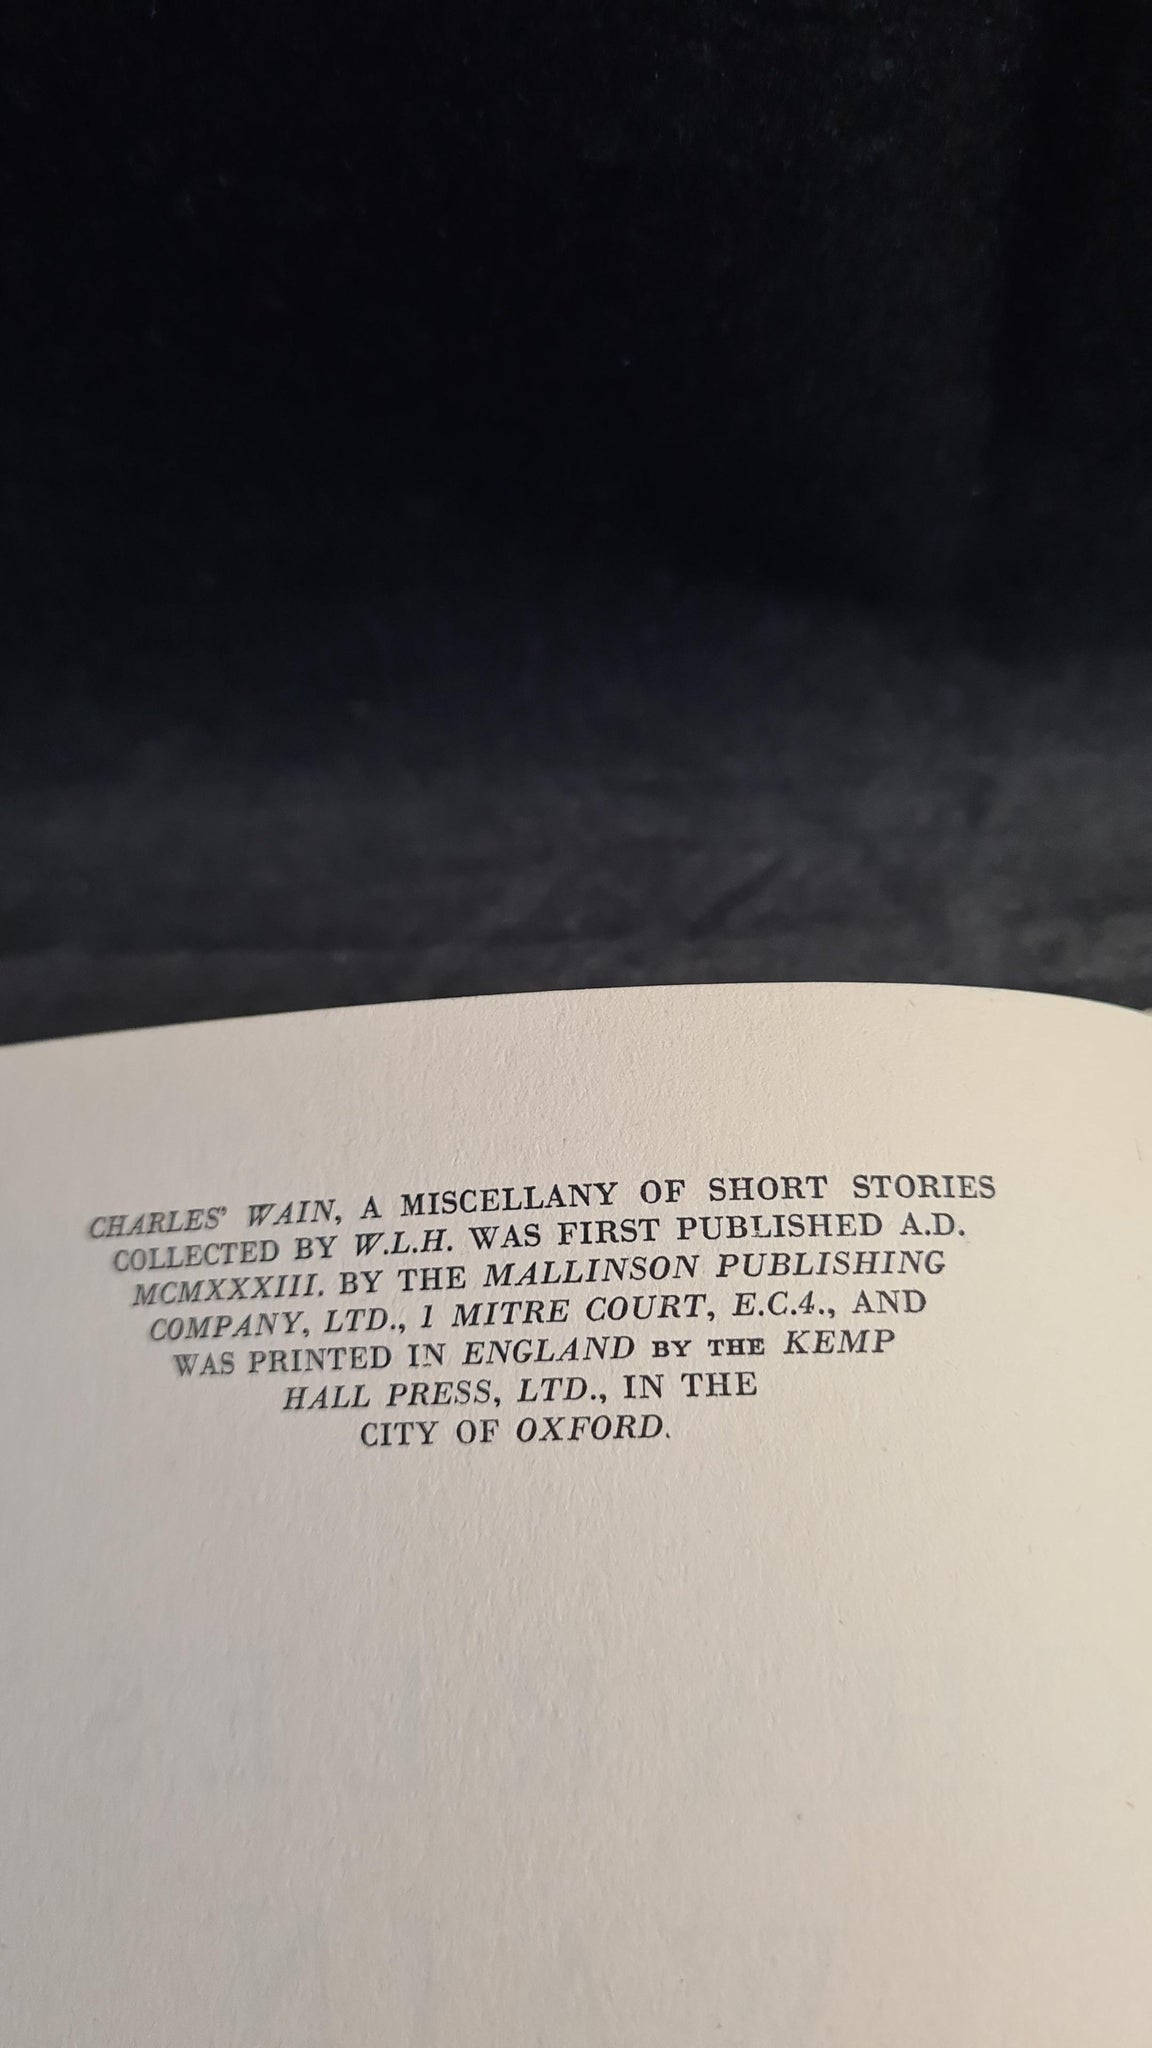 CHARLES' WAIN, A MISCELLANY OF SHORT STORIES
COLLECTED BY W.L.H. WAS FIRST PUBLISHED A.D.
MCMXXXIII. BY THE MALLINSON PUBLISHING
COMPANY, LTD., 1 MITRE COURT, E.C.4., AND
WAS PRINTED IN ENGLAND BY THE KEMP
HALL PRESS, LTD., IN THE
CITY OF OXFORD.